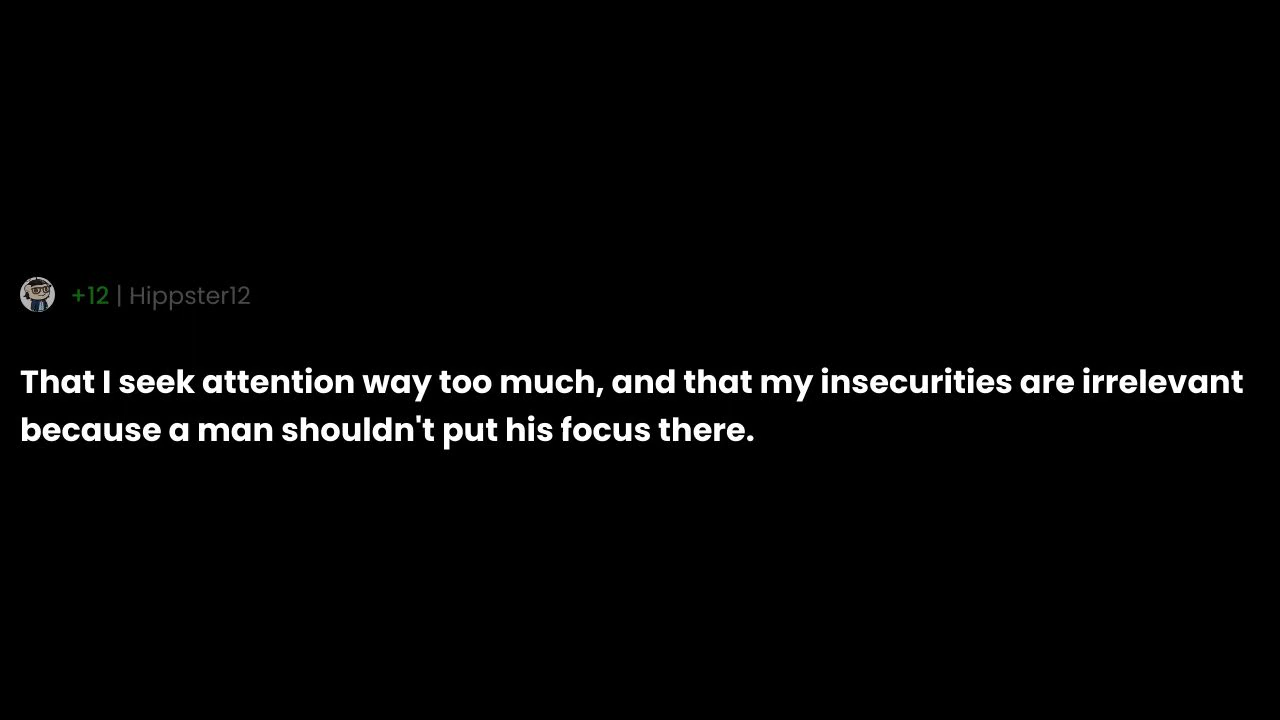 +12 | Hippster12
That I seek attention way too much, and that my insecurities are irrelevant
because a man shouldn't put his focus there.